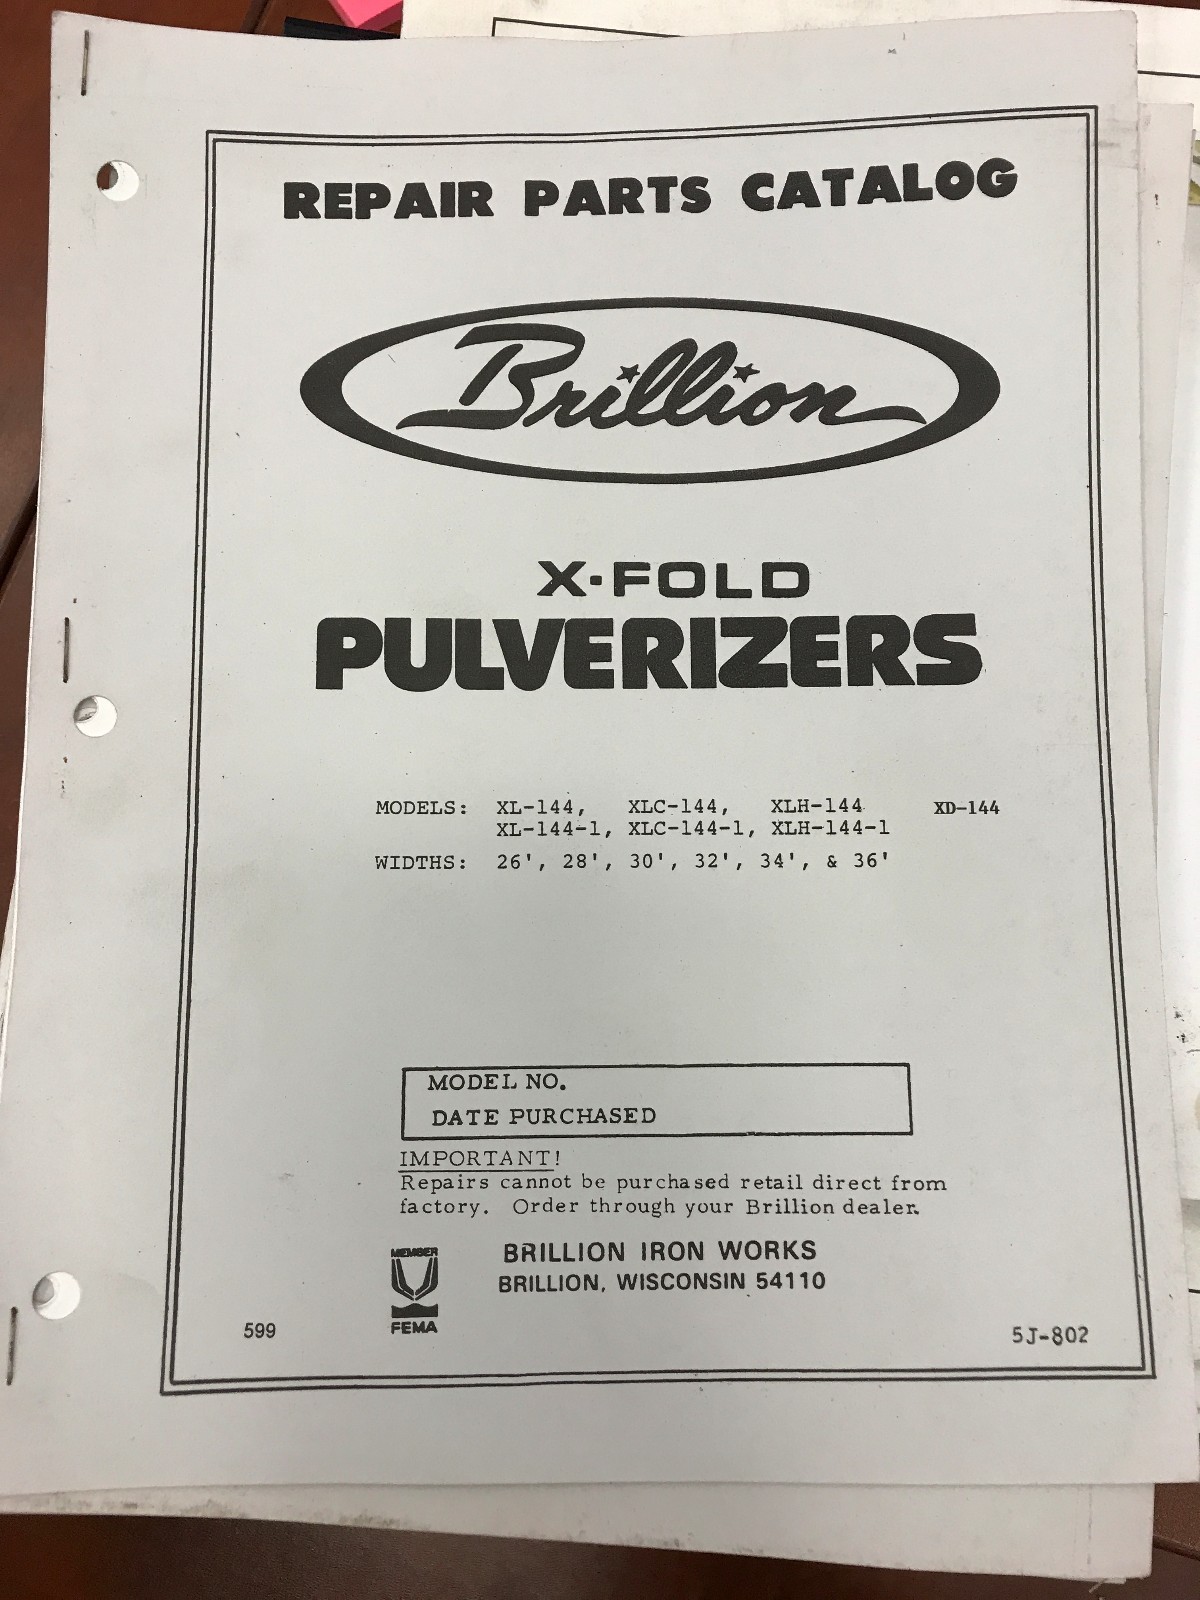 REPAIR PARTS CATALOG
Brillion
X-FOLD
PULVERIZERS
MODELS: XL-144, XLC-144, XLH-144 XD-144
XL-144-1, XLC-144-1, XLH-144-1
WIDTHS: 26', 28', 30', 32', 34', & 36'
MODEL NO.
DATE PURCHASED
IMPORTANT!
Repairs cannot be purchased retail direct from
factory. Order through your Brillion dealer.
MEMBER
FEMA
BRILLION IRON WORKS
BRILLION, WISCONSIN 54110
599
5J-802